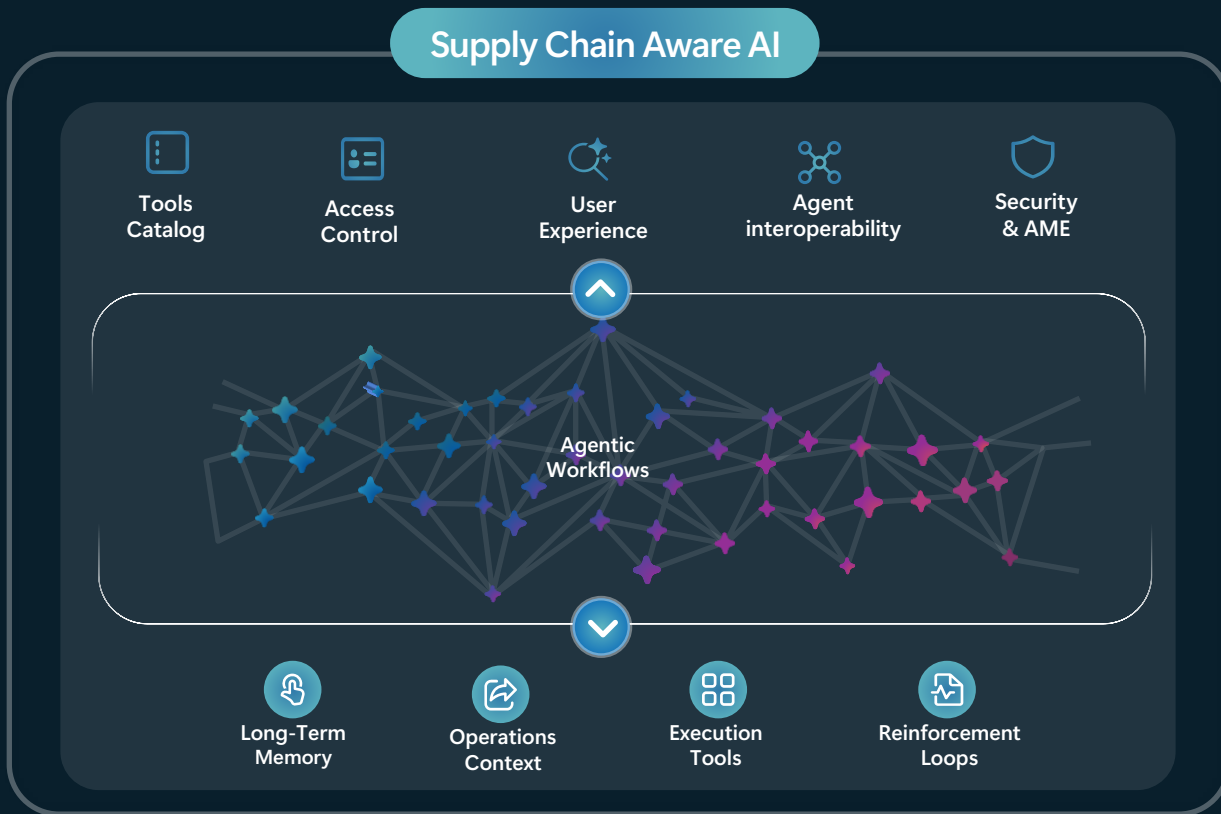 Supply Chain Aware AI
Tools
Catalog
Access
Control
User
Experience
Agent
interoperability
Security
& AME
Agentic
Workflows
Long-Term
Memory
Operations
Context
Execution
Tools
Reinforcement
Loops